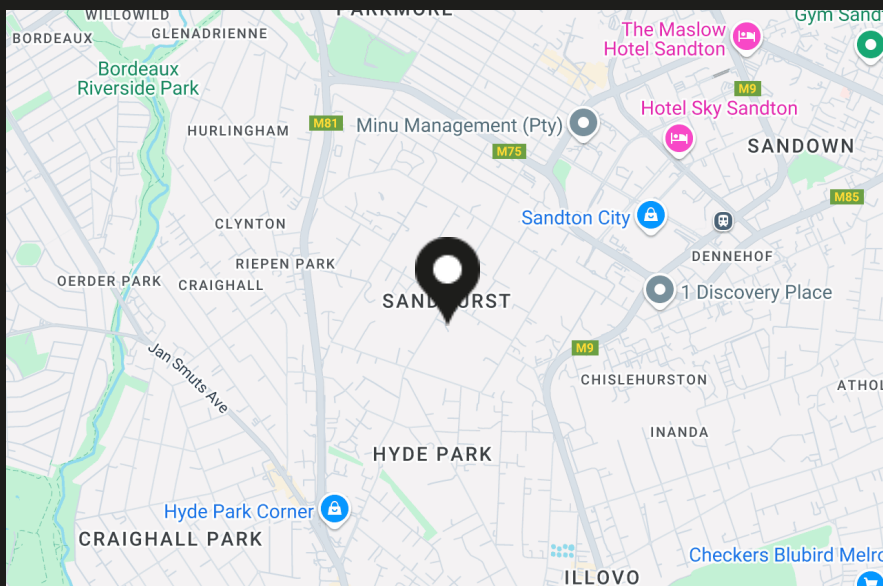 WILLOWILD
PARKMORE
Gym Sand
BORDEAUX
GLENADRIENNE
The Maslow
Hotel Sandton
Bordeaux
Riverside Park
M9
Hotel Sky Sandton
HURLINGHAM
M81
Minu Management (Pty)
M75
SANDOWN
M85
CLYNTON
Sandton City
DENNEHOF
RIEPEN PARK
OERDER PARK
CRAIGHALL
1 Discovery Place
SANDHURST
M9
Jan Smuts Ave
CHISLEHURSTON
ATHOL
INANDA
HYDE PARK
Hyde Park Corner
CRAIGHALL PARK
Checkers Blubird Melro
ILLOVO